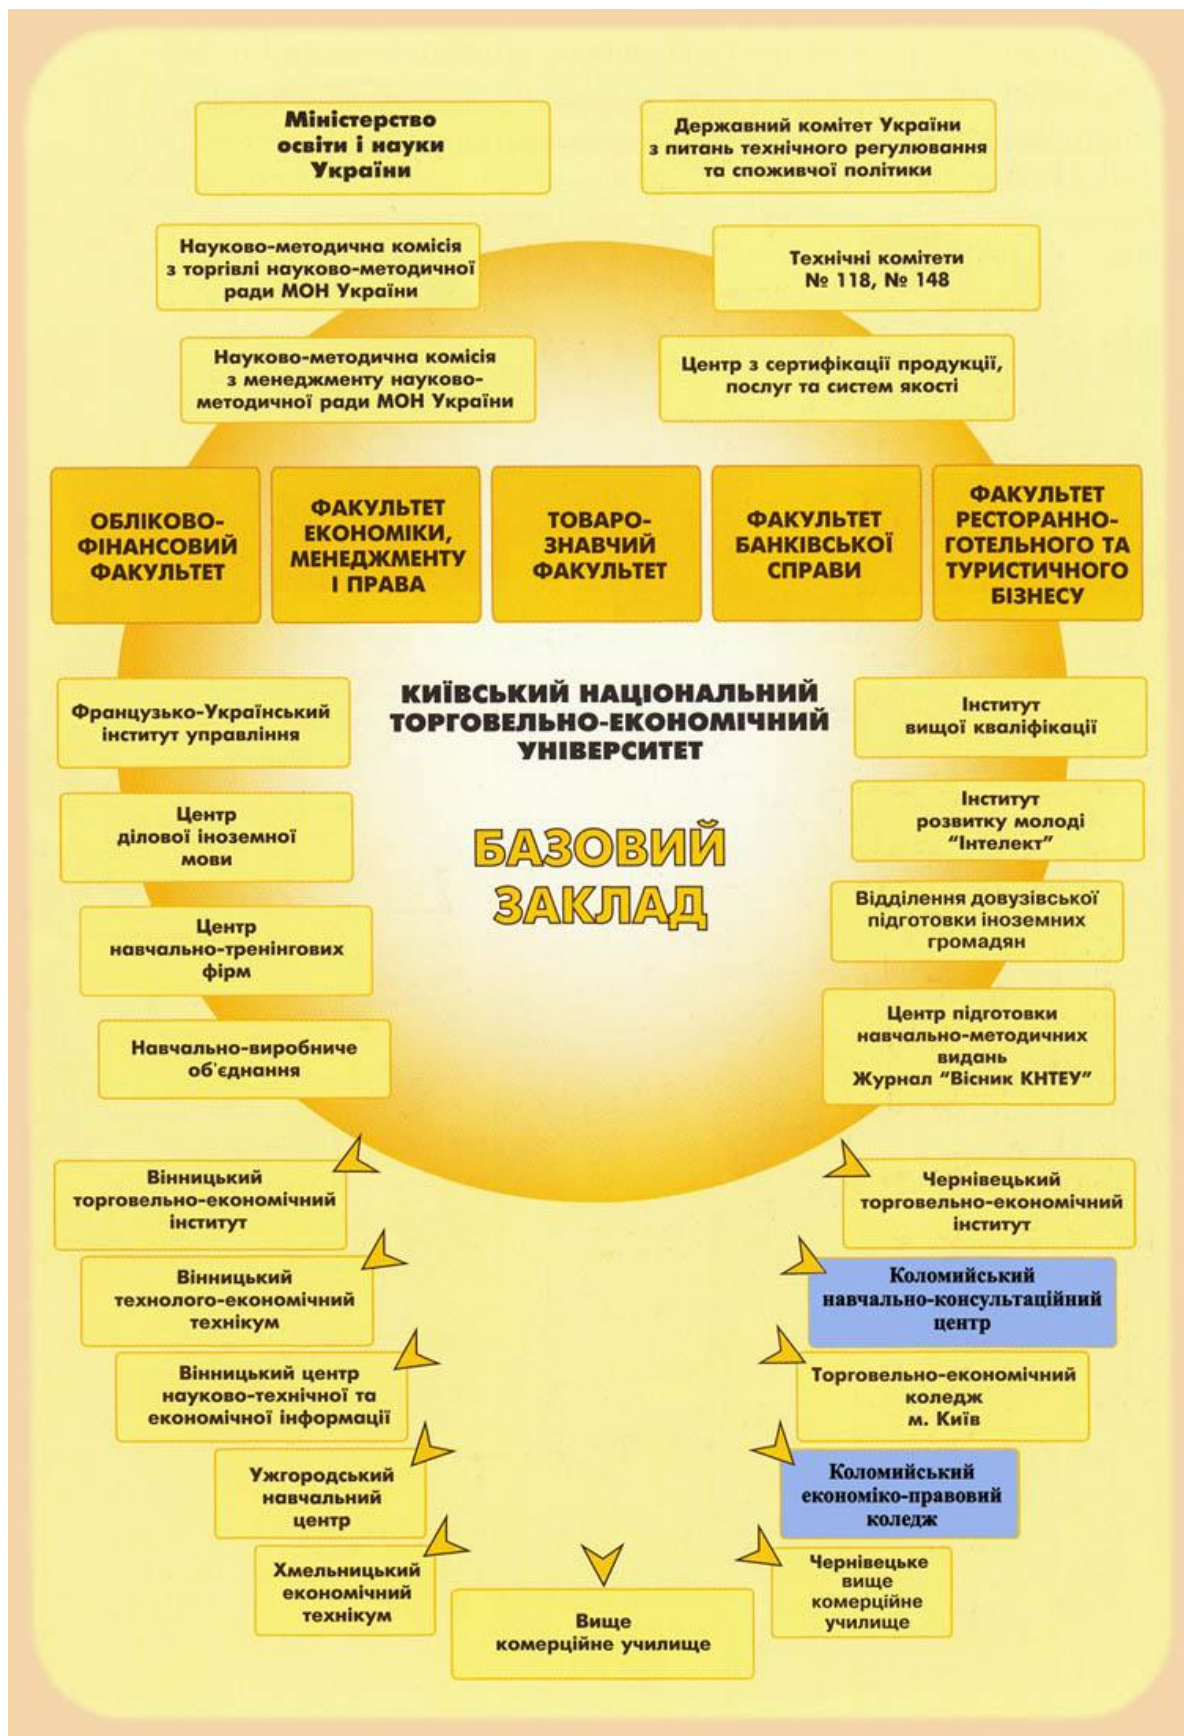 Міністерство
освіти і науки
України
Державний комітет України
з питань технічного регулювання
та споживчої політики
Науково-методична комісія
з торгівлі науково-методичної
ради МОН України
Технічні комітети
№ 118, № 148
Науково-методична комісія
з менеджменту науково-
методичної ради МОН України
Центр з сертифікації продукції,
послуг та систем якості
ОБЛІКОВО-
ФІНАНСОВИЙ
ФАКУЛЬТЕТ
ФАКУЛЬТЕТ
ЕКОНОМІКИ,
МЕНЕДЖМЕНТУ
І ПРАВА
ТОВАРО-
ЗНАВЧИЙ
ФАКУЛЬТЕТ
ФАКУЛЬТЕТ
БАНКІВСЬКОЇ
СПРАВИ
ФАКУЛЬТЕТ
РЕСТОРАННО-
ГОТЕЛЬНОГО ТА
ТУРИСТИЧНОГО
БІЗНЕСУ
КИЇВСЬКИЙ НАЦІОНАЛЬНИЙ
ТОРГОВЕЛЬНО-ЕКОНОМІЧНИЙ
УНІВЕРСИТЕТ
БАЗОВИЙ
ЗАКЛАД
Французько-Український
інститут управління
Центр
ділової іноземної
мови
Центр
навчально-тренінгових
фірм
Навчально-виробниче
об'єднання
Інститут
вищої кваліфікації
Інститут
розвитку молоді
“Інтелект”
Відділення довузівської
підготовки іноземних
громадян
Центр підготовки
навчально-методичних
видань
Журнал “Вісник КНТЕУ”
Вінницький
торговельно-економічний
інститут
Вінницький
технолого-економічний
технікум
Вінницький центр
науково-технічної та
економічної інформації
Ужгородський
навчальний
центр
Хмельницький
економічний
технікум
Вище
комерційне училище
Чернівецький
торговельно-економічний
інститут
Коломийський
навчально-консультаційний
центр
Торговельно-економічний
коледж
м. Київ
Коломийський
економіко-правовий
коледж
Чернівецьке
вище
комерційне
училище